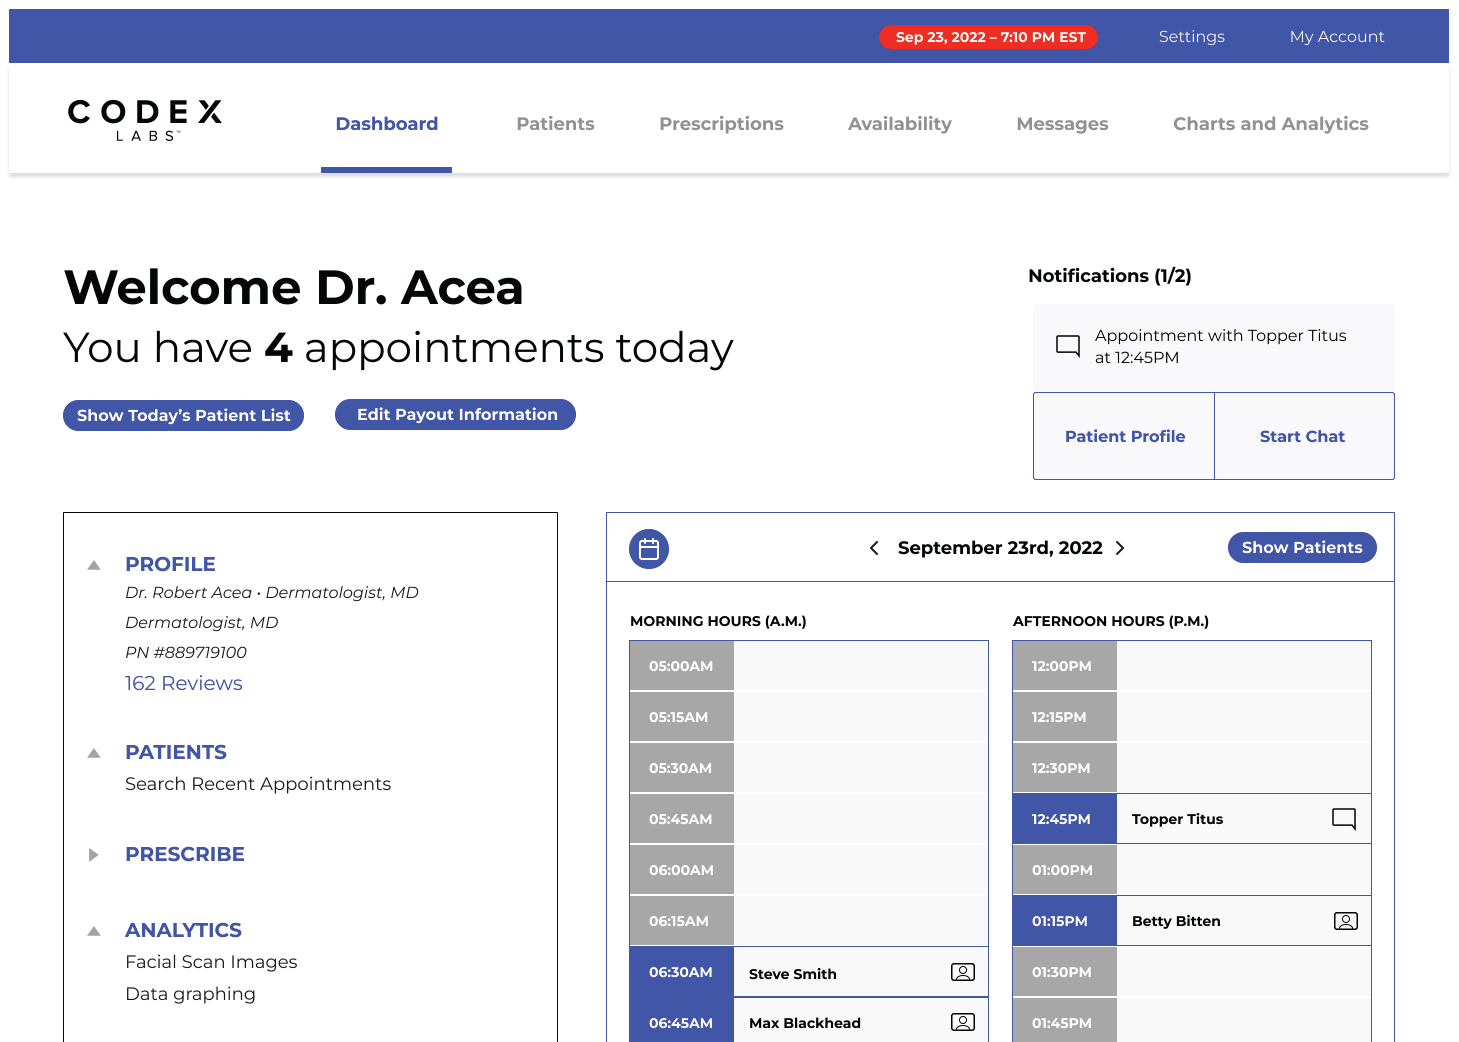 Sep 23, 2022 – 7:10 PM EST
Settings
My Account
CODEX
LABS™
Dashboard
Patients
Prescriptions
Availability
Messages
Charts and Analytics
Welcome Dr. Acea
You have 4 appointments today
Show Today’s Patient List
Edit Payout Information
Notifications (1/2)
Appointment with Topper Titus
at 12:45PM
Patient Profile
Start Chat
PROFILE
Dr. Robert Acea • Dermatologist, MD
Dermatologist, MD
PN #889719100
162 Reviews
PATIENTS
Search Recent Appointments
PRESCRIBE
ANALYTICS
Facial Scan Images
Data graphing
September 23rd, 2022
Show Patients
MORNING HOURS (A.M.)
05:00AM
05:15AM
05:30AM
05:45AM
06:00AM
06:15AM
06:30AM Steve Smith
06:45AM Max Blackhead
AFTERNOON HOURS (P.M.)
12:00PM
12:15PM
12:30PM
12:45PM Topper Titus
01:00PM
01:15PM Betty Bitten
01:30PM
01:45PM